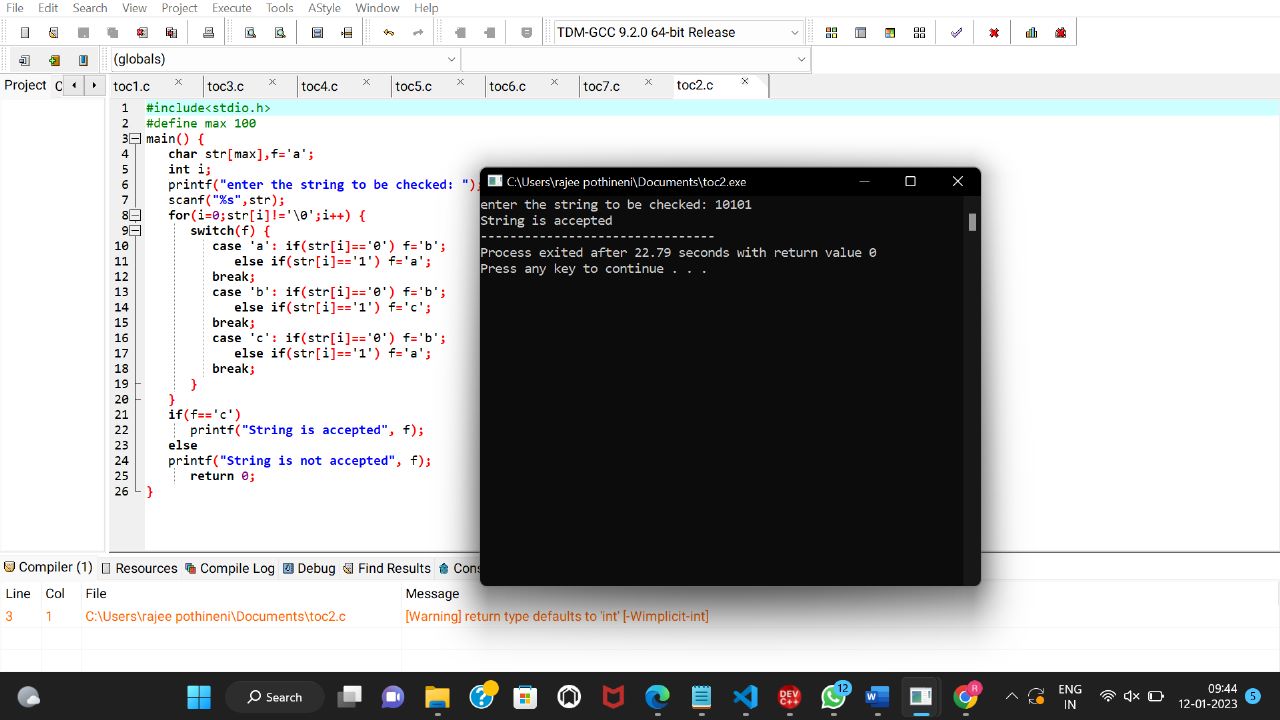 File Edit Search View Project Execute Tools AStyle Window Help
TDM-GCC 9.2.0 64-bit Release
(globals)
Project C toc1.c toc3.c toc4.c toc5.c toc6.c toc7.c toc2.c
1 #include<stdio.h>
2 #define max 100
3 main() {
4 char str[max],f='a';
5 int i;
6 printf("enter the string to be checked: ");
7 scanf("%s",str);
8 for(i=0;str[i]!='\0';i++) {
9 switch(f) {
10 case 'a': if(str[i]=='0') f='b';
11 else if(str[i]=='1') f='a';
12 break;
13 case 'b': if(str[i]=='0') f='b';
14 else if(str[i]=='1') f='c';
15 break;
16 case 'c': if(str[i]=='0') f='b';
17 else if(str[i]=='1') f='a';
18 break;
19 }
20 }
21 if(f=='c')
22 printf("String is accepted", f);
23 else
24 printf("String is not accepted", f);
25 return 0;
26 }
C:\Users\rajee pothineni\Documents\toc2.exe
enter the string to be checked: 10101
String is accepted
--------------------------------
Process exited after 22.79 seconds with return value 0
Press any key to continue . . .
Compiler (1) Resources Compile Log Debug Find Results Cons
Line Col File Message
3 1 C:\Users\rajee pothineni\Documents\toc2.c [Warning] return type defaults to 'int' [-Wimplicit-int]
Search DEV C++ 12 W R ENG IN 09:44 12-01-2023 5